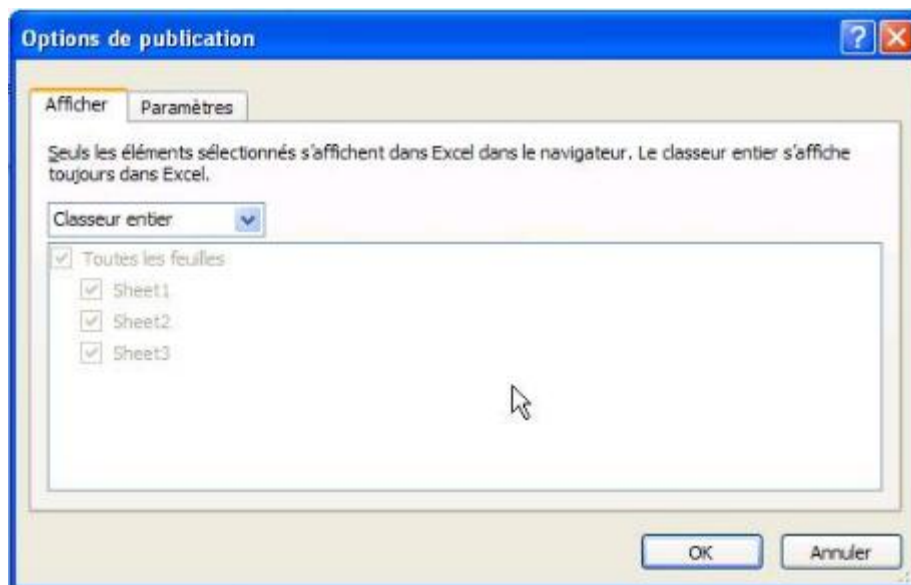 Options de publication
Afficher Paramètres
Seuls les éléments sélectionnés s'affichent dans Excel dans le navigateur. Le classeur entier s'affiche
toujours dans Excel.
Classeur entier
Toutes les feuilles
Sheet1
Sheet2
Sheet3
OK Annuler